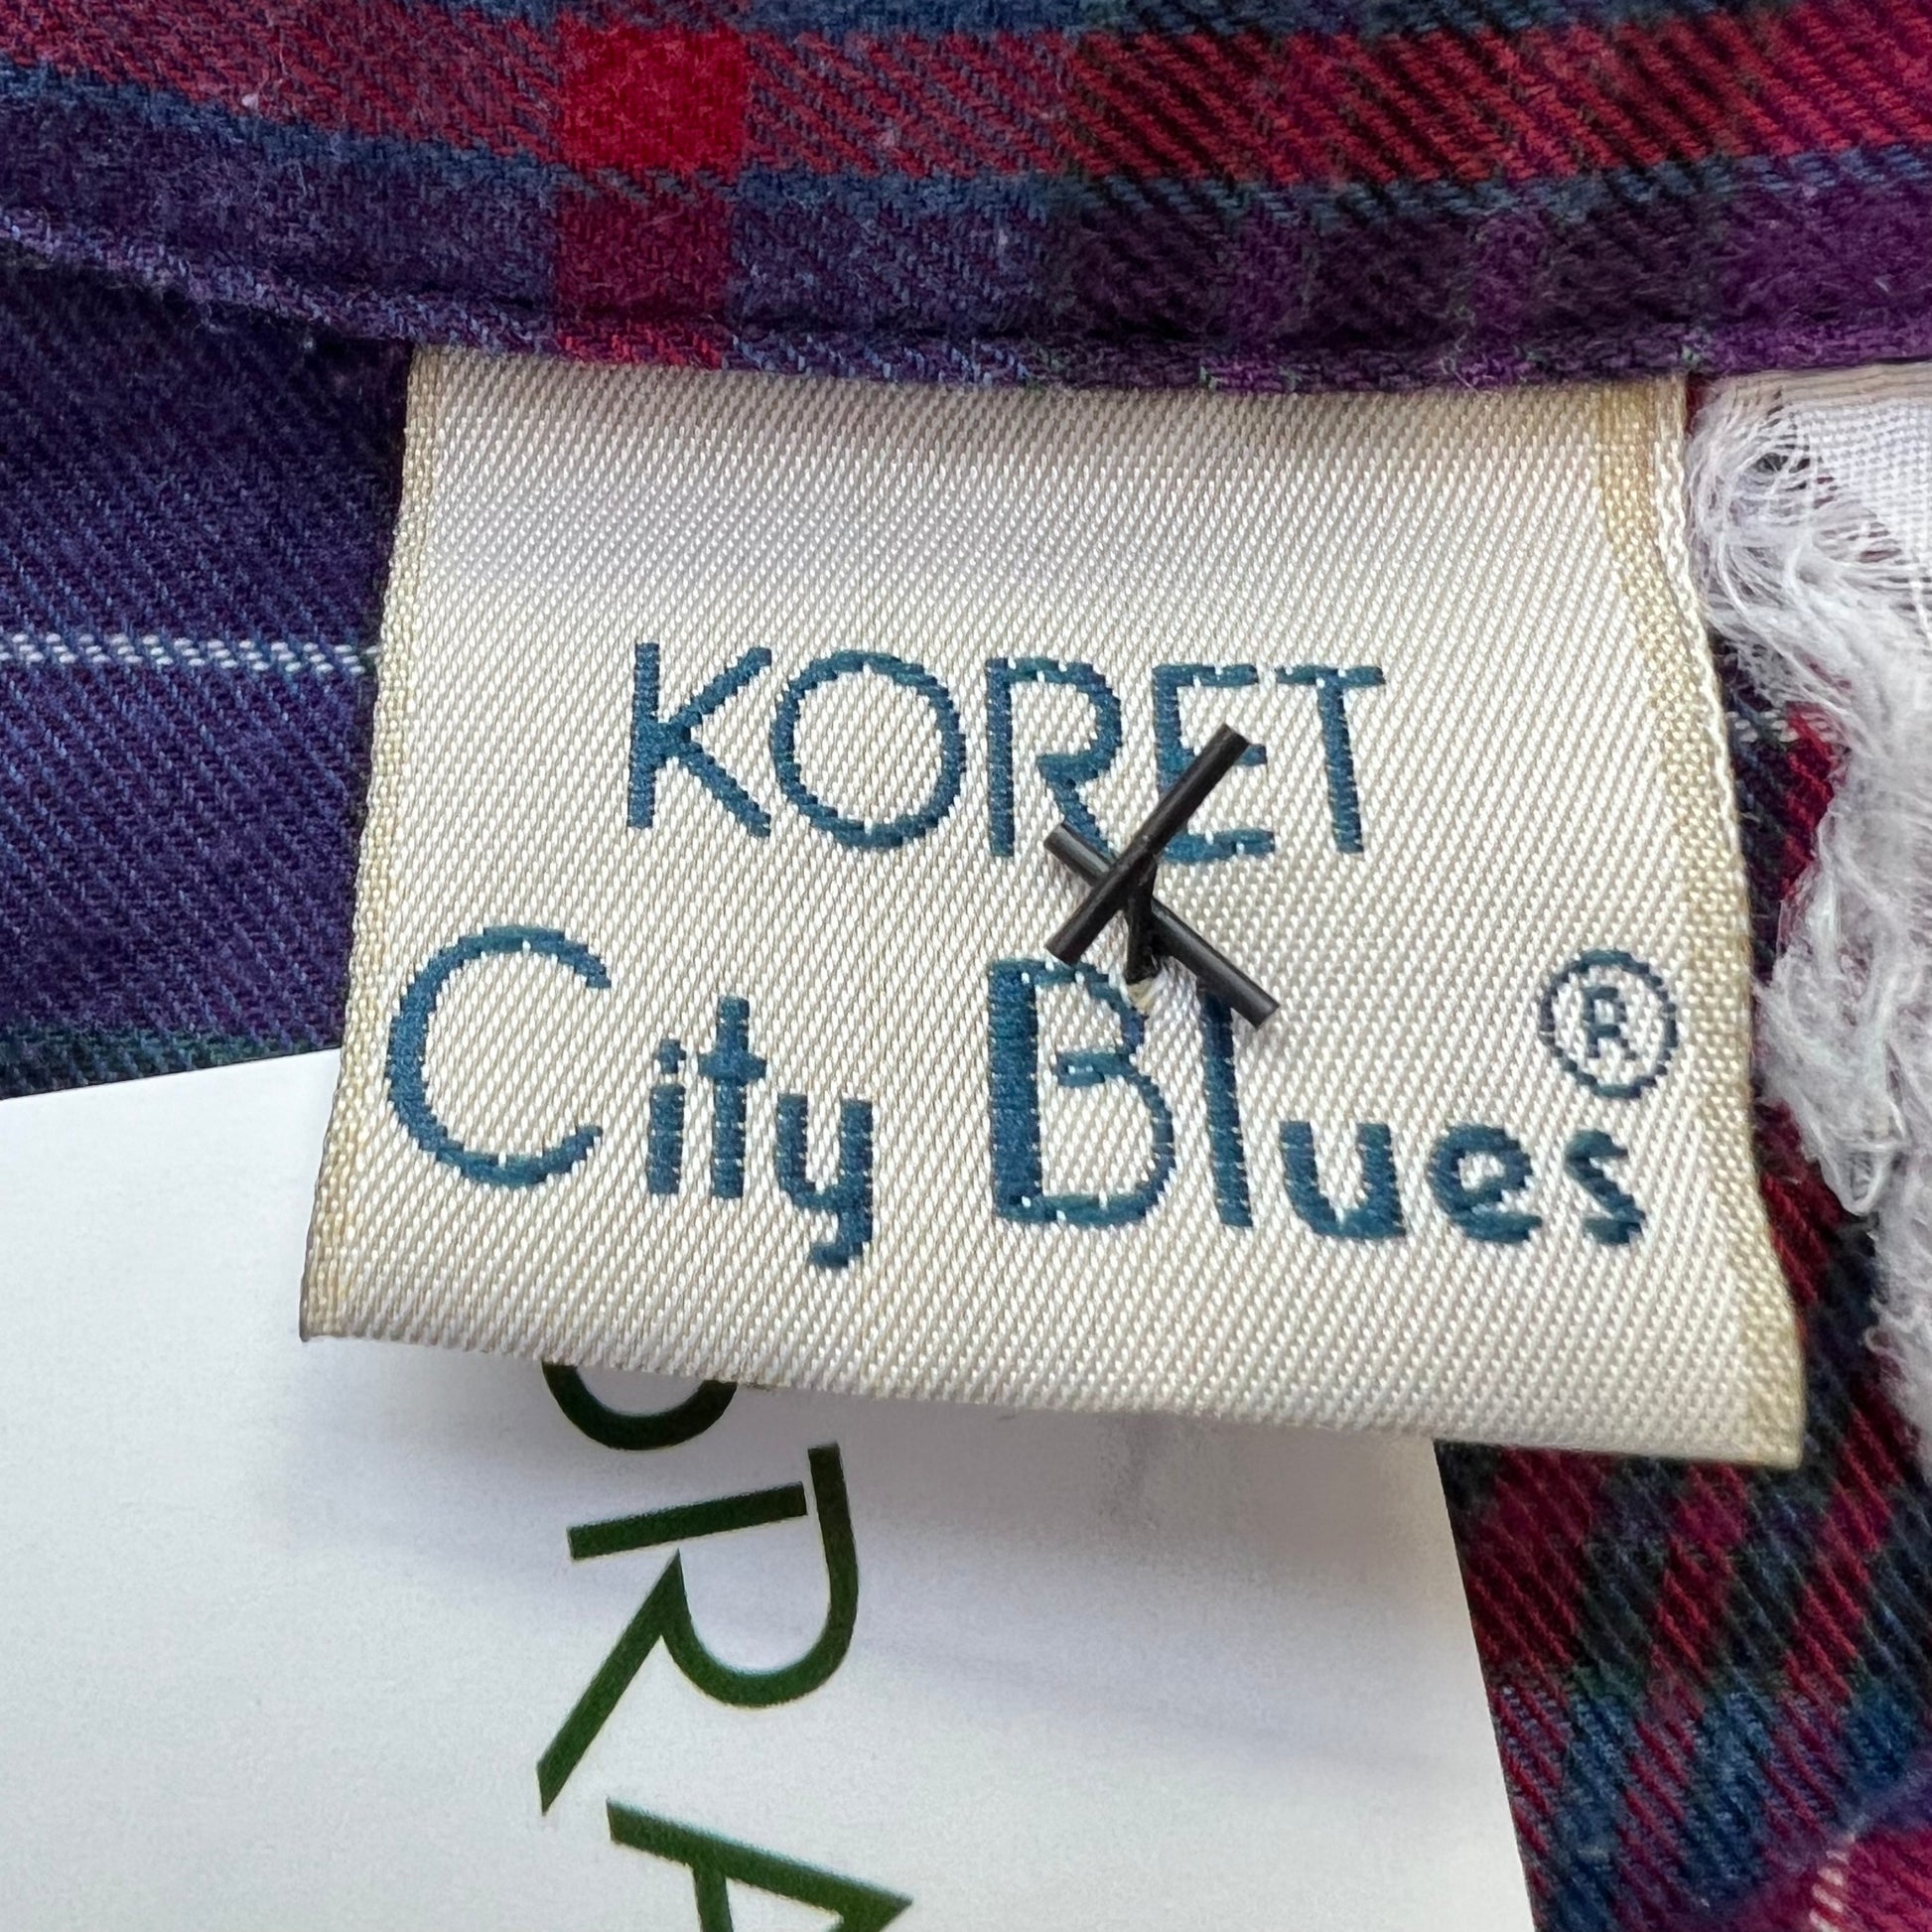 KORET
City Blues ®